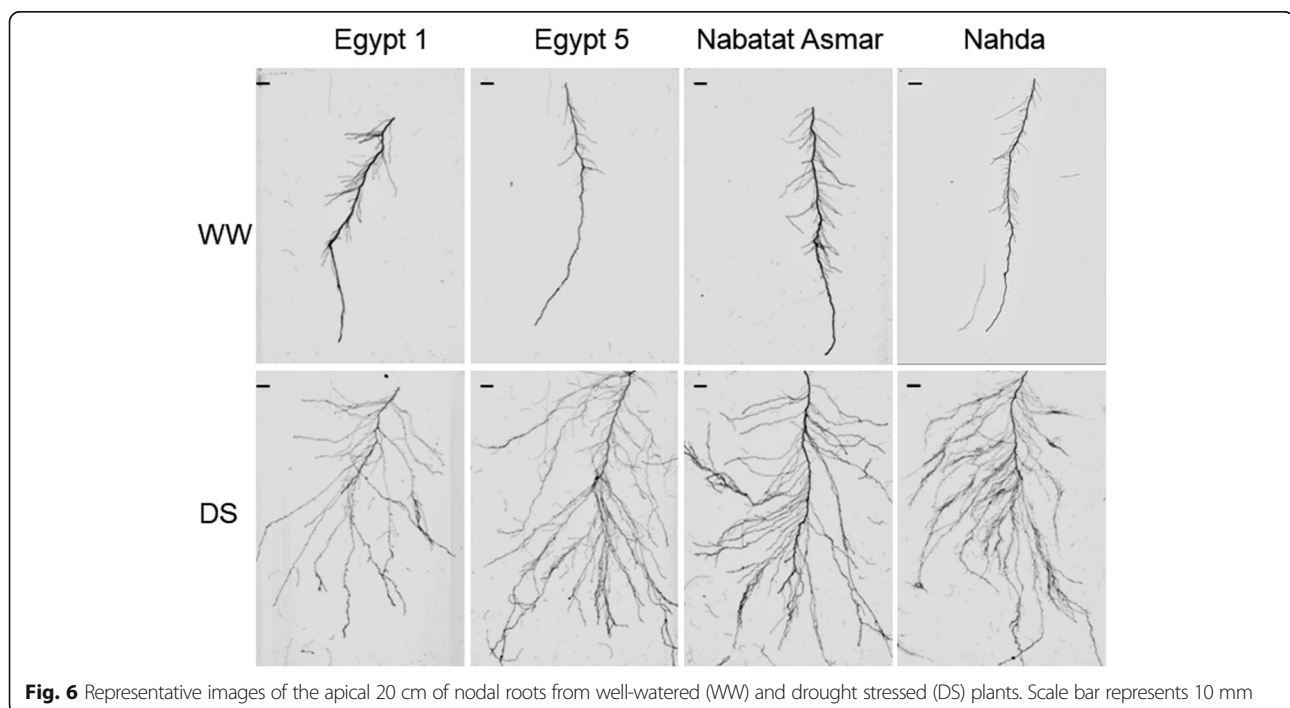 Egypt 1 Egypt 5 Nabatat Asmar Nahda
WW
DS
Fig. 6 Representative images of the apical 20 cm of nodal roots from well-watered (WW) and drought stressed (DS) plants. Scale bar represents 10 mm